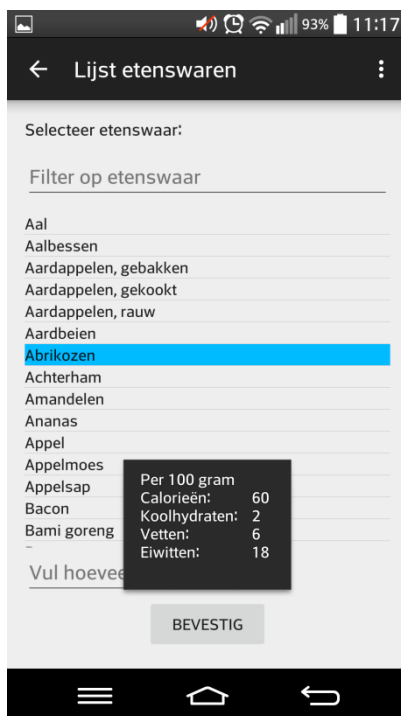 93% 11:17
Lijst etenswaren
Selecteer etenswaar:
Filter op etenswaar
Aal
Aalbessen
Aardappelen, gebakken
Aardappelen, gekookt
Aardappelen, rauw
Aardbeien
Abrikozen
Achterham
Amandelen
Ananas
Appel
Appelmoes
Appelsap
Bacon
Bami goreng
Per 100 gram
Calorieën: 60
Koolhydraten: 2
Vetten: 6
Eiwitten: 18
Vul
BEVESTIG